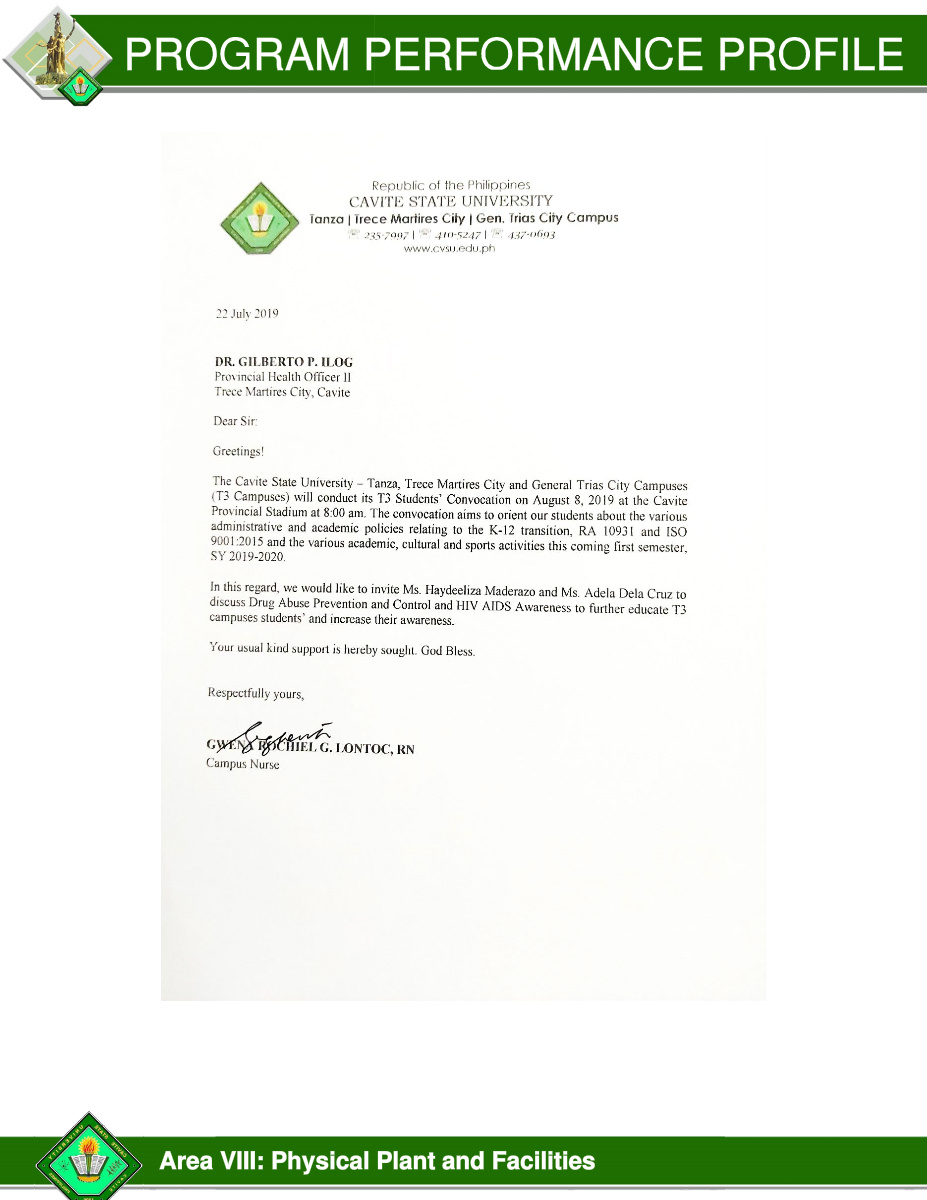 PROGRAM PERFORMANCE PROFILE
Republic of the Philippines
CAVITE STATE UNIVERSITY
Tanza | Trece Martires City | Gen. Trias City Campus
☏ 235-7997 | ☏ 410-5247 | ☏ 437-0693
www.cvsu.edu.ph
22 July 2019
DR. GILBERTO P. ILOG
Provincial Health Officer II
Trece Martires City, Cavite
Dear Sir:
Greetings!
The Cavite State University – Tanza, Trece Martires City and General Trias City Campuses
(T3 Campuses) will conduct its T3 Students' Convocation on August 8, 2019 at the Cavite
Provincial Stadium at 8:00 am. The convocation aims to orient our students about the various
administrative and academic policies relating to the K-12 transition, RA 10931 and ISO
9001:2015 and the various academic, cultural and sports activities this coming first semester,
SY 2019-2020.
In this regard, we would like to invite Ms. Haydeeliza Maderazo and Ms. Adela Dela Cruz to
discuss Drug Abuse Prevention and Control and HIV AIDS Awareness to further educate T3
campuses students' and increase their awareness.
Your usual kind support is hereby sought. God Bless.
Respectfully yours,
GWENA ROCHIEL G. LONTOC, RN
Campus Nurse
Area VIII: Physical Plant and Facilities